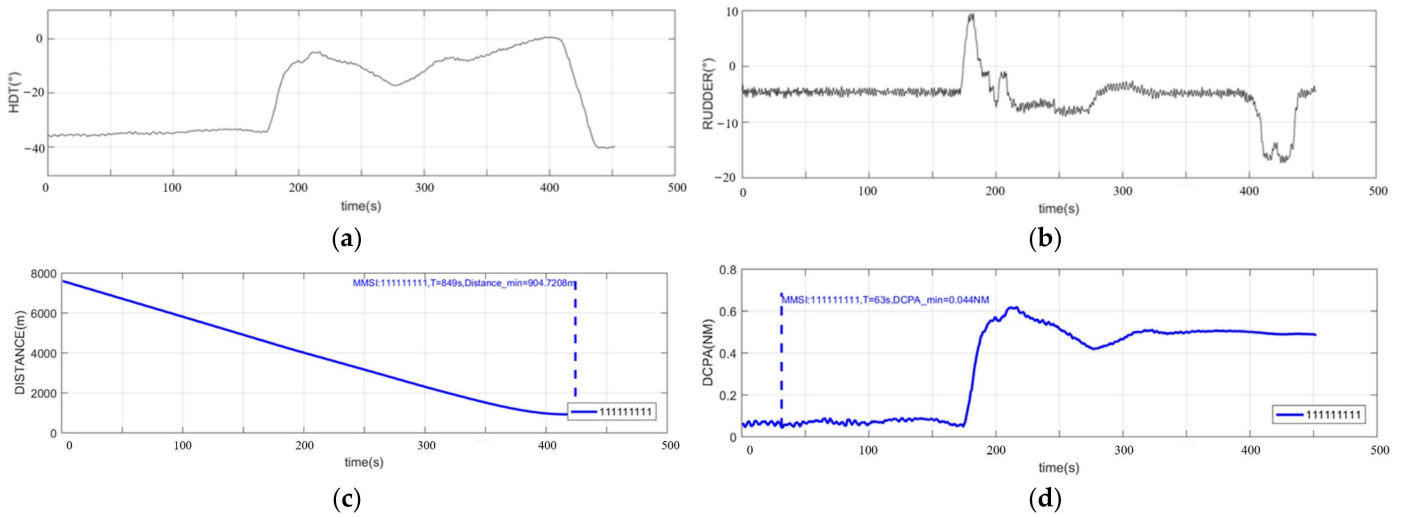 0
−20
−40
HDT(°)
0 100 200 300 400 500
time(s)
(a)
10
0
−10
−20
RUDDER(°)
0 100 200 300 400 500
time(s)
(b)
8000
6000
4000
2000
0
DISTANCE(m)
MMSI:111111111,T=849s,Distance_min=904.7208m
111111111
0 100 200 300 400 500
time(s)
(c)
0.8
0.6
0.4
0.2
0
DCPA(NM)
MMSI:111111111,T=63s,DCPA_min=0.044NM
111111111
0 100 200 300 400 500
time(s)
(d)